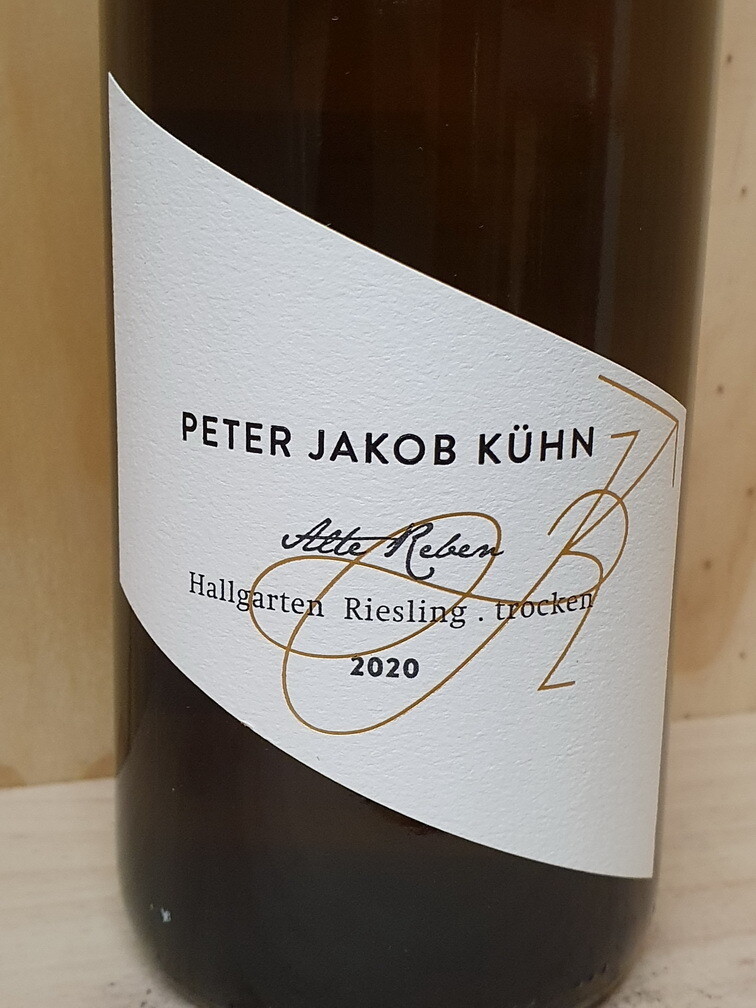 PETER JAKOB KÜHN
Alte Reben
Hallgarten Riesling . trocken
2020